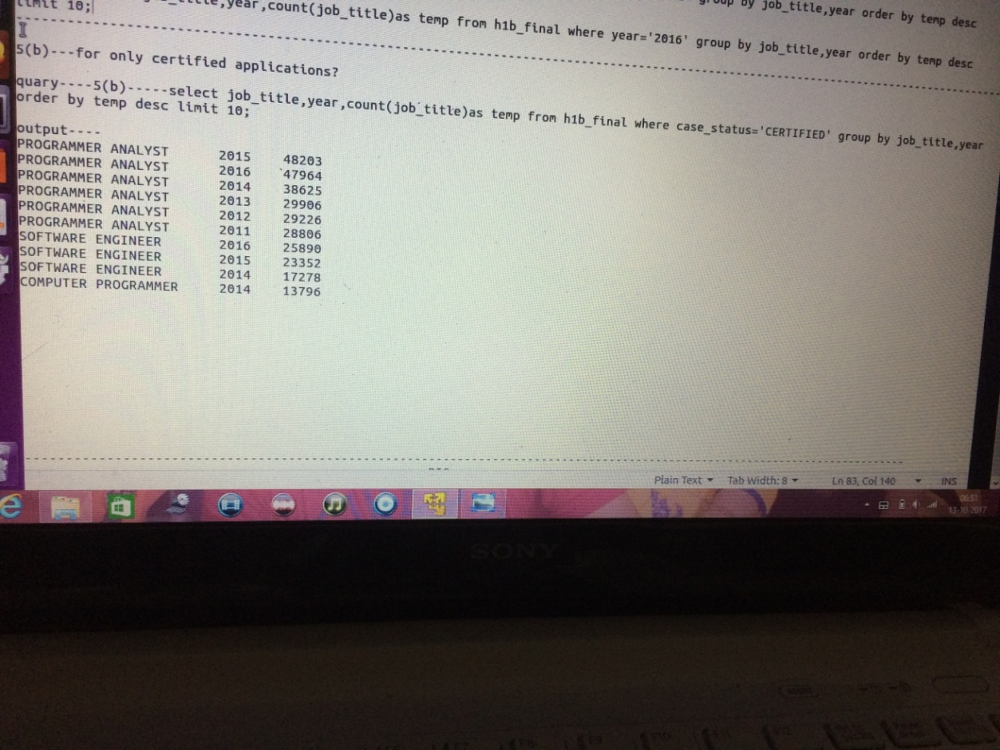 group by job_title,year order by temp desc
limit 10;
,year,count(job_title)as temp from h1b_final where year='2016' group by job_title,year order by temp desc
5(b)---for only certified applications?
quary----5(b)-----select job_title,year,count(job_title)as temp from h1b_final where case_status='CERTIFIED' group by job_title,year
order by temp desc limit 10;
output----
PROGRAMMER ANALYST 2015 48203
PROGRAMMER ANALYST 2016 47964
PROGRAMMER ANALYST 2014 38625
PROGRAMMER ANALYST 2013 29906
PROGRAMMER ANALYST 2012 29226
PROGRAMMER ANALYST 2011 28806
SOFTWARE ENGINEER 2016 25890
SOFTWARE ENGINEER 2015 23352
SOFTWARE ENGINEER 2014 17278
COMPUTER PROGRAMMER 2014 13796
Plain Text Tab Width: 8 Ln 83, Col 140 INS
13-10-2017
SONY